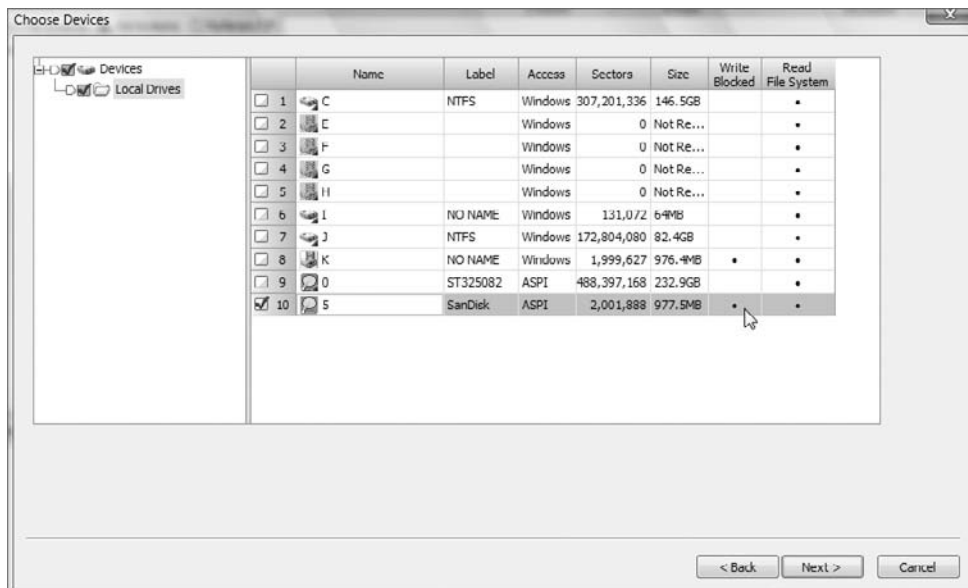 Choose Devices
Devices
Local Drives
Name Label Access Sectors Size Write Blocked Read File System
1 C NTFS Windows 307,201,336 146.5GB •
2 E Windows 0 Not Re... •
3 F Windows 0 Not Re... •
4 G Windows 0 Not Re... •
5 H Windows 0 Not Re... •
6 I NO NAME Windows 131,072 64MB •
7 J NTFS Windows 172,804,080 82.4GB •
8 K NO NAME Windows 1,999,627 976.4MB • •
9 0 ST325082 ASPI 488,397,168 232.9GB •
10 5 SanDisk ASPI 2,001,888 977.5MB • •
< Back Next > Cancel